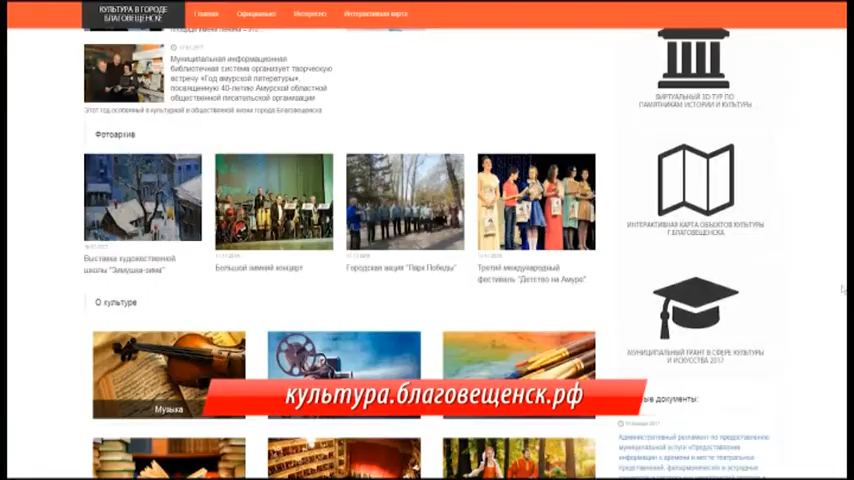 КУЛЬТУРА В ГОРОДЕ
БЛАГОВЕЩЕНСКЕ
Главная Официально Интересно Интерактивная карта
Муниципальная информационная
библиотечная система организует творческую
встречу «Год амурской литературы»,
посвященную 40-летию Амурской областной
общественной писательской организации.
Этот год особенный в культурной и общественной жизни города Благовещенска
Фотоархив
Выставка художественной
школы "Зимушка-зима"
Большой зимний концерт
Городская акция "Парк Победы"
Третий международный
фестиваль "Детство на Амуре"
О культуре
Музыка
культура.благовещенск.рф
ВИРТУАЛЬНЫЙ 3D ТУР ПО
ПАМЯТНИКАМ ИСТОРИИ И КУЛЬТУРЫ
ИНТЕРАКТИВНАЯ КАРТА ОБЪЕКТОВ КУЛЬТУРЫ
Г.БЛАГОВЕЩЕНСКА
МУНИЦИПАЛЬНЫЙ ГРАНТ В СФЕРЕ КУЛЬТУРЫ
И ИСКУССТВА 2017
документы:
Административный регламент по предоставлению
муниципальной услуги «Предоставление
информации о времени и месте театральных
представлений, филармонических и эстрадных